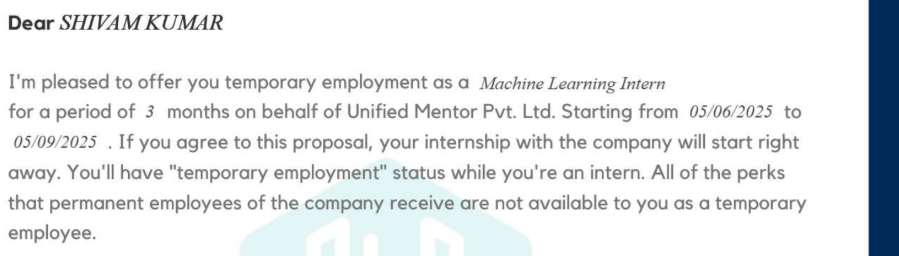 Dear SHIVAM KUMAR
I'm pleased to offer you temporary employment as a Machine Learning Intern
for a period of 3 months on behalf of Unified Mentor Pvt. Ltd. Starting from 05/06/2025 to
05/09/2025 . If you agree to this proposal, your internship with the company will start right
away. You'll have "temporary employment" status while you're an intern. All of the perks
that permanent employees of the company receive are not available to you as a temporary
employee.